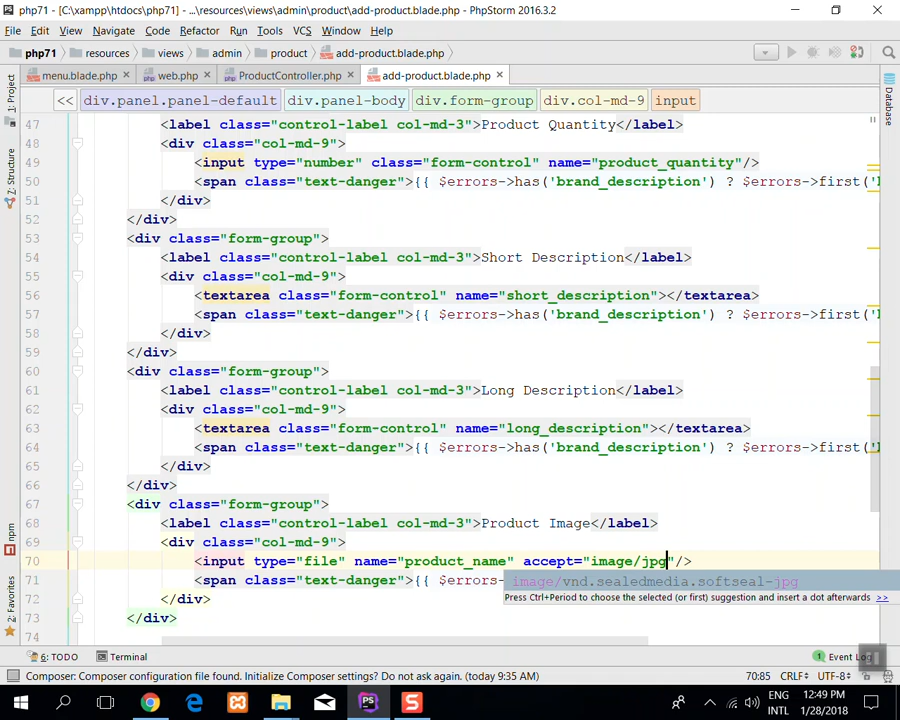 php71 - [C:\xampp\htdocs\php71] - ...\resources\views\admin\product\add-product.blade.php - PhpStorm 2016.3.2
File Edit View Navigate Code Refactor Run Tools VCS Window Help
php71 resources views admin product add-product.blade.php
menu.blade.php web.php ProductController.php add-product.blade.php
<< div.panel.panel-default div.panel-body div.form-group div.col-md-9 input
1: Project
7: Structure
npm
2: Favorites
Database
47 <label class="control-label col-md-3">Product Quantity</label>
48 <div class="col-md-9">
49 <input type="number" class="form-control" name="product_quantity"/>
50 <span class="text-danger">{{ $errors->has('brand_description') ? $errors->first('
51 </div>
52 </div>
53 <div class="form-group">
54 <label class="control-label col-md-3">Short Description</label>
55 <div class="col-md-9">
56 <textarea class="form-control" name="short_description"></textarea>
57 <span class="text-danger">{{ $errors->has('brand_description') ? $errors->first('
58 </div>
59 </div>
60 <div class="form-group">
61 <label class="control-label col-md-3">Long Description</label>
62 <div class="col-md-9">
63 <textarea class="form-control" name="long_description"></textarea>
64 <span class="text-danger">{{ $errors->has('brand_description') ? $errors->first('
65 </div>
66 </div>
67 <div class="form-group">
68 <label class="control-label col-md-3">Product Image</label>
69 <div class="col-md-9">
70 <input type="file" name="product_name" accept="image/jpg"/>
71 <span class="text-danger">{{ $errors-
image/vnd.sealedmedia.softseal-jpg
Press Ctrl+Period to choose the selected (or first) suggestion and insert a dot afterwards >>
72 </div>
73 </div>
74
6: TODO Terminal 1 Event Log
Composer: Composer configuration file found. Initialize Composer settings? Do not ask again. (today 9:35 AM) 70:85 CRLF UTF-8
ENG 12:49 PM
INTL 1/28/2018